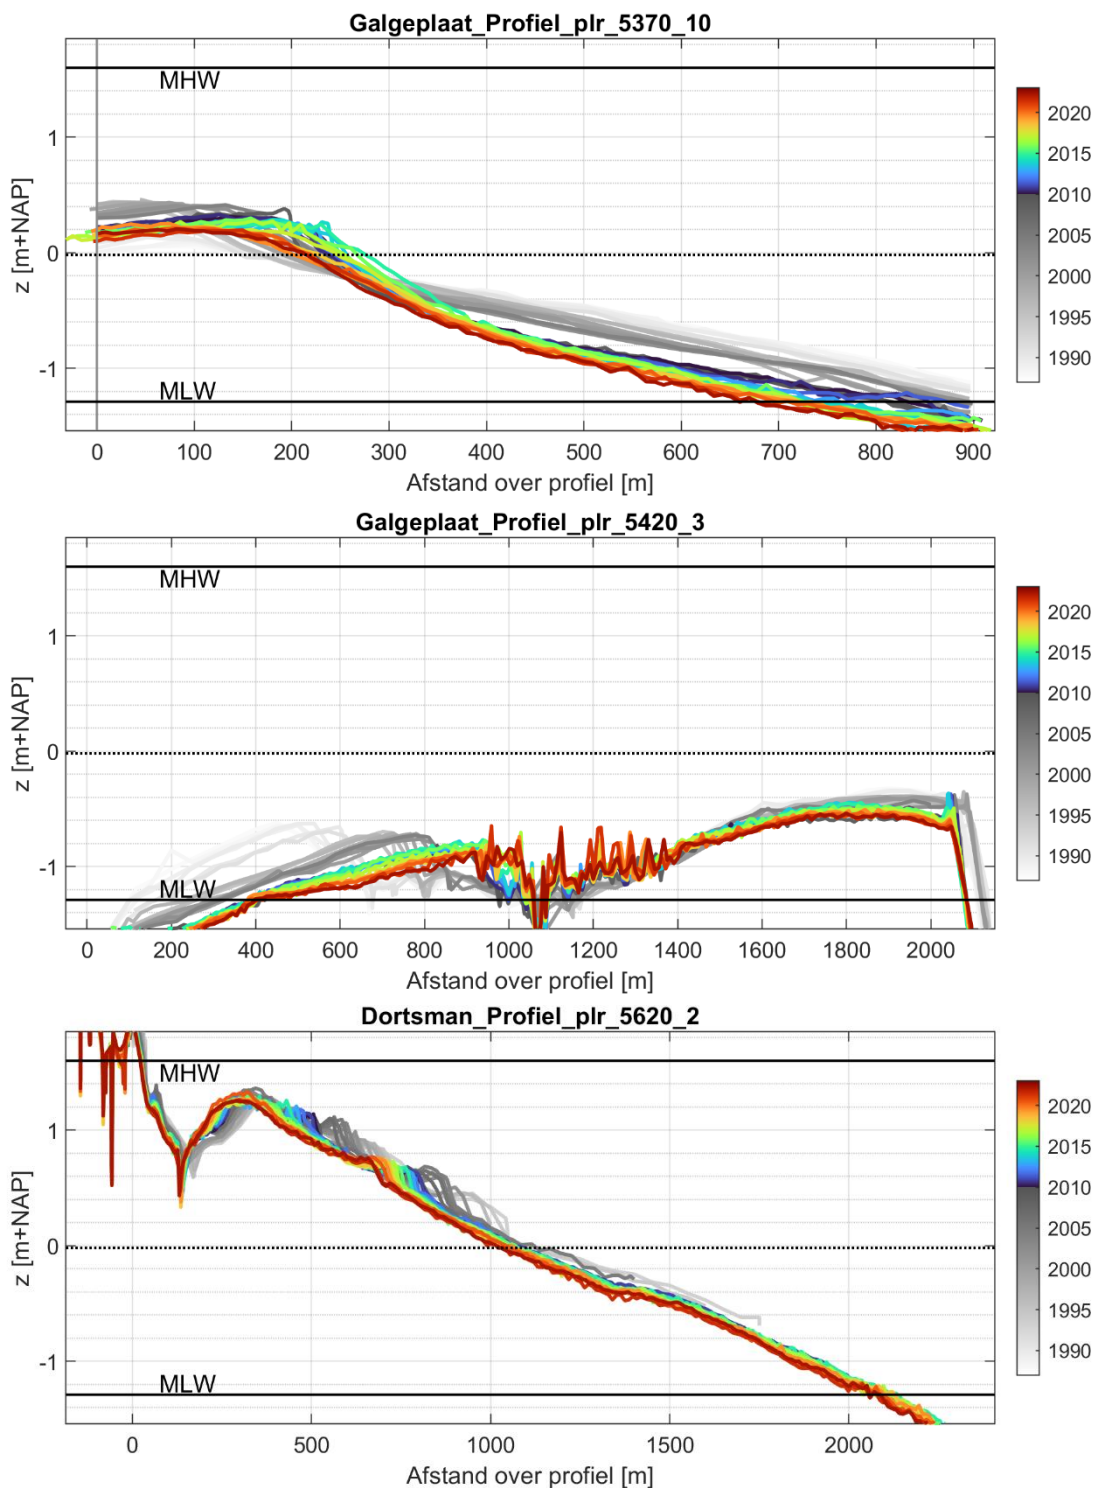 Galgeplaat_Profiel_plr_5370_10
MHW
1
0
-1
MLW
z [m+NAP]
0 100 200 300 400 500 600 700 800 900
Afstand over profiel [m]
2020
2015
2010
2005
2000
1995
1990
Galgeplaat_Profiel_plr_5420_3
MHW
1
0
-1
MLW
z [m+NAP]
0 200 400 600 800 1000 1200 1400 1600 1800 2000
Afstand over profiel [m]
2020
2015
2010
2005
2000
1995
1990
Dortsman_Profiel_plr_5620_2
MHW
1
0
-1
MLW
z [m+NAP]
0 500 1000 1500 2000
Afstand over profiel [m]
2020
2015
2010
2005
2000
1995
1990